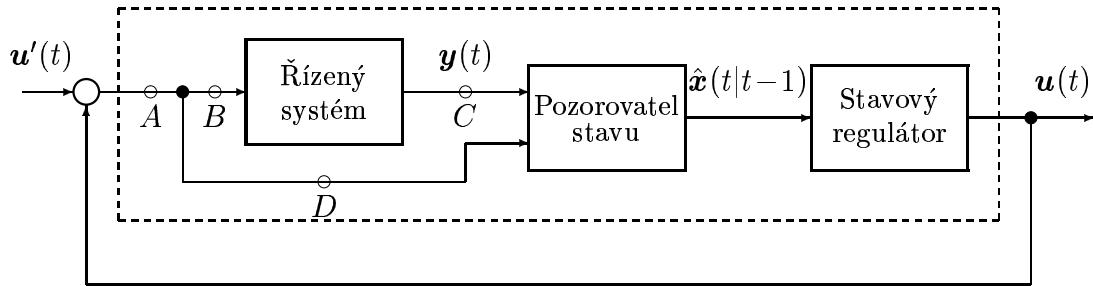 u′(t)
A
B
Řízený
systém
y(t)
C
D
Pozorovatel
stavu
x̂(t|t−1)
Stavový
regulátor
u(t)